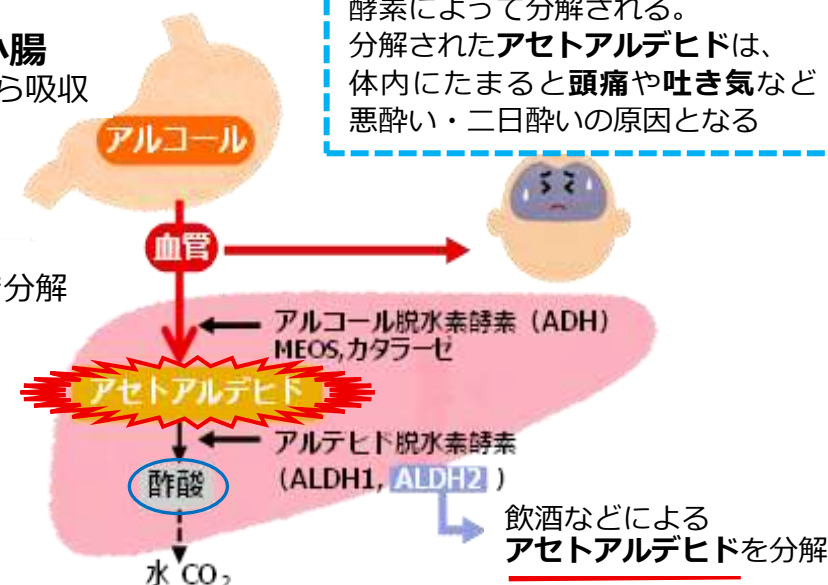 酵素によって分解される。
分解されたアセトアルデヒドは、
体内にたまると頭痛や吐き気など
悪酔い・二日酔いの原因となる
小腸
ら吸収
アルコール
血管
分解
アルコール脱水素酵素（ADH）
MEOS,カタラーゼ
アセトアルデヒド
アルテヒド脱水素酵素
(ALDH1, ALDH2 )
酢酸
飲酒などによる
アセトアルデヒドを分解
水 CO₂